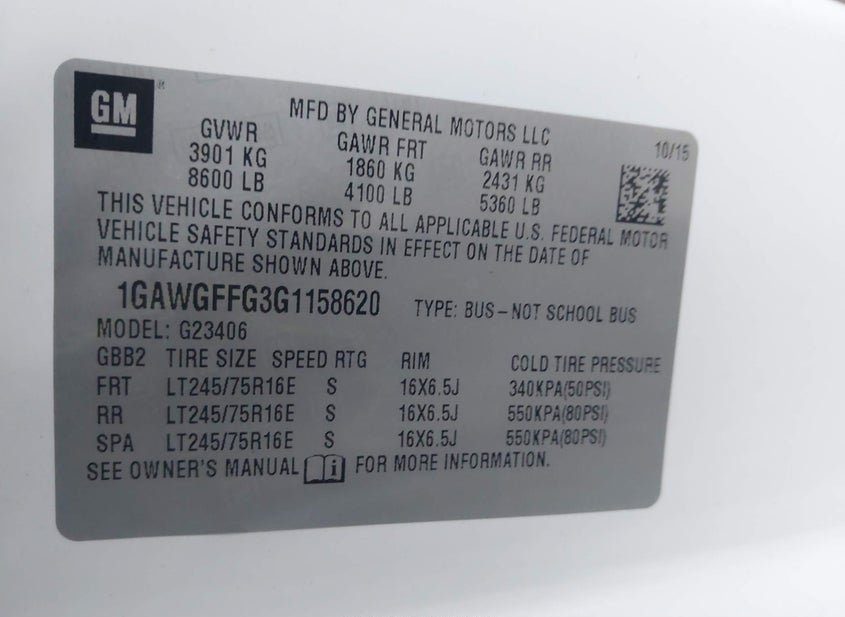 GM ®
MFD BY GENERAL MOTORS LLC
GVWR GAWR FRT GAWR RR 10/15
3901 KG 1860 KG 2431 KG
8600 LB 4100 LB 5360 LB
THIS VEHICLE CONFORMS TO ALL APPLICABLE U.S. FEDERAL MOTOR
VEHICLE SAFETY STANDARDS IN EFFECT ON THE DATE OF
MANUFACTURE SHOWN ABOVE.
1GAWGFFG3G1158620 TYPE: BUS – NOT SCHOOL BUS
MODEL: G23406
GBB2 TIRE SIZE SPEED RTG RIM COLD TIRE PRESSURE
FRT LT245/75R16E S 16X6.5J 340KPA(50PSI)
RR LT245/75R16E S 16X6.5J 550KPA(80PSI)
SPA LT245/75R16E S 16X6.5J 550KPA(80PSI)
SEE OWNER'S MANUAL i FOR MORE INFORMATION.